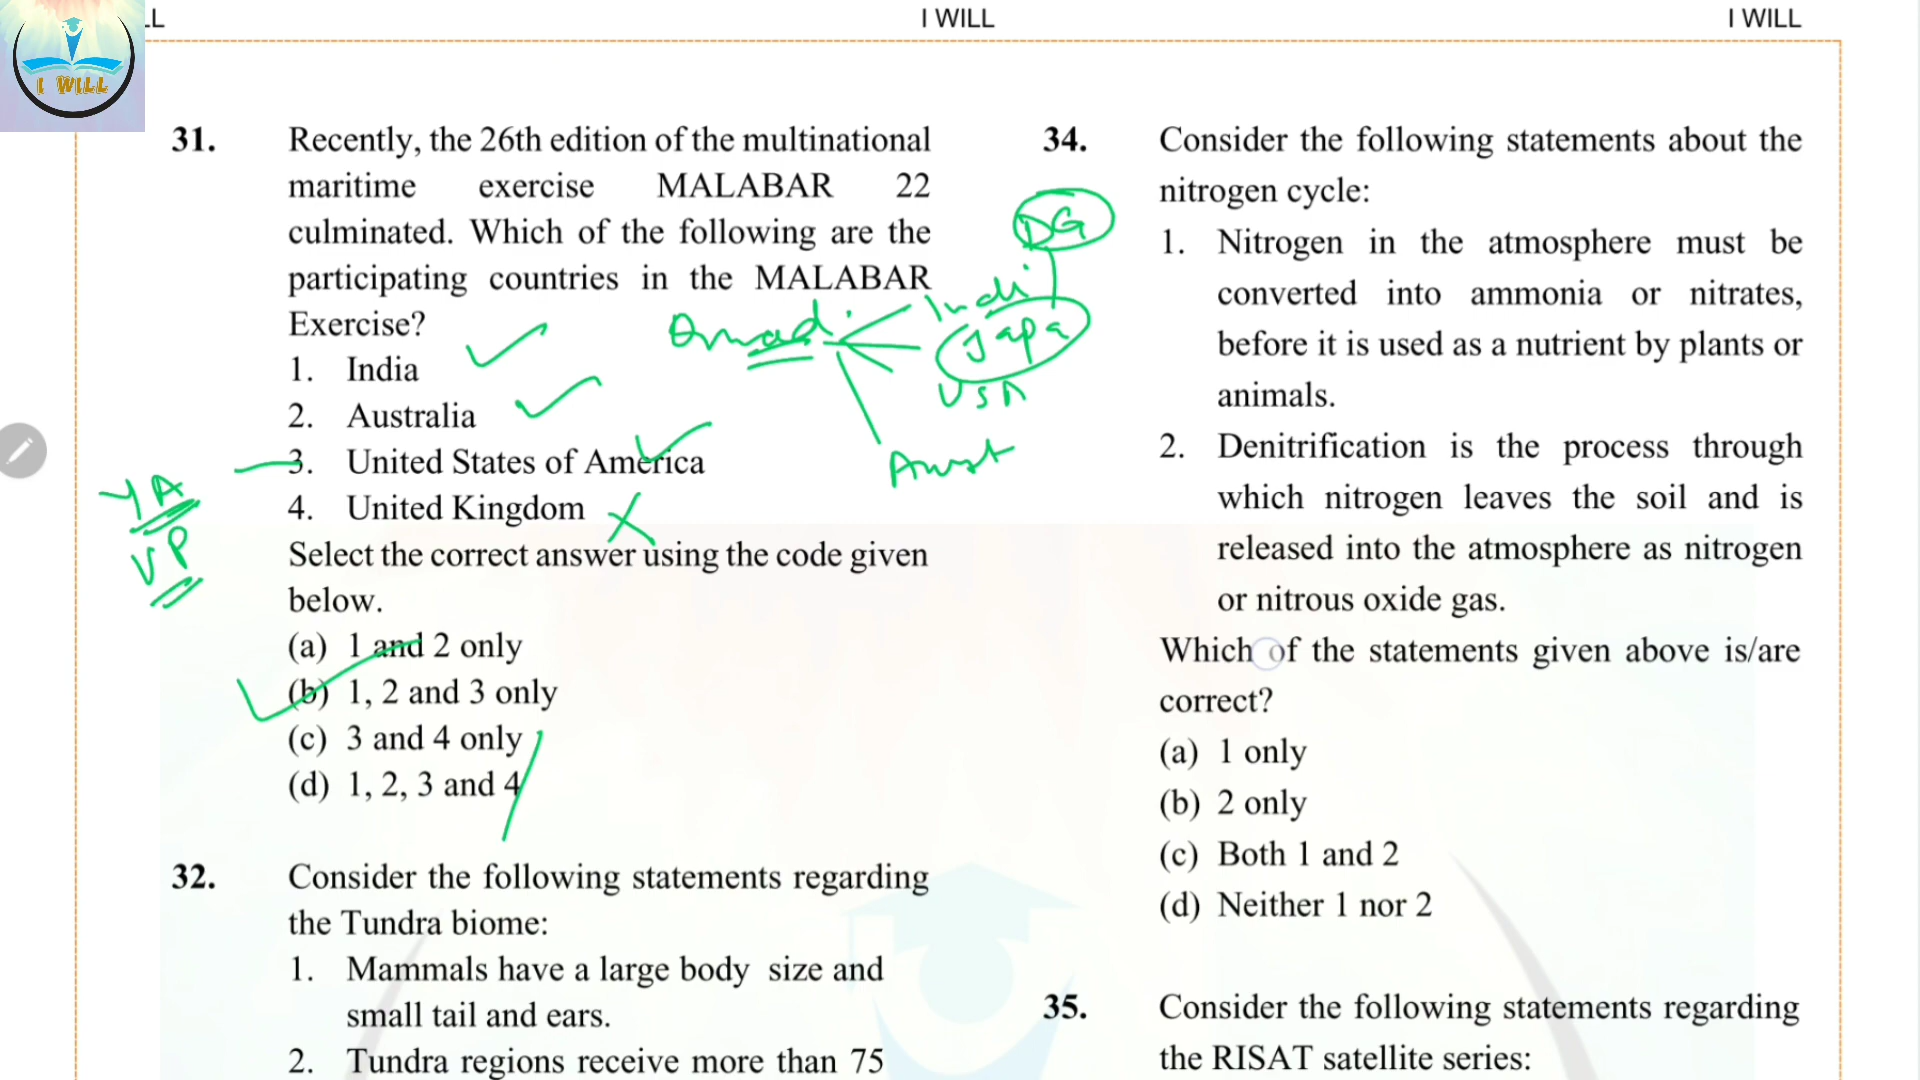 LL
I WILL
I WILL
I WILL
31. Recently, the 26th edition of the multinational
maritime exercise MALABAR 22
culminated. Which of the following are the
participating countries in the MALABAR
Exercise?
1. India
2. Australia
3. United States of America
4. United Kingdom
Select the correct answer using the code given
below.
(a) 1 and 2 only
(b) 1, 2 and 3 only
(c) 3 and 4 only
(d) 1, 2, 3 and 4
YA
VP
DG
Indi
Japa
USA
32. Consider the following statements regarding
the Tundra biome:
1. Mammals have a large body size and
small tail and ears.
2. Tundra regions receive more than 75
34. Consider the following statements about the
nitrogen cycle:
1. Nitrogen in the atmosphere must be
converted into ammonia or nitrates,
before it is used as a nutrient by plants or
animals.
2. Denitrification is the process through
which nitrogen leaves the soil and is
released into the atmosphere as nitrogen
or nitrous oxide gas.
Which of the statements given above is/are
correct?
(a) 1 only
(b) 2 only
(c) Both 1 and 2
(d) Neither 1 nor 2
35. Consider the following statements regarding
the RISAT satellite series: